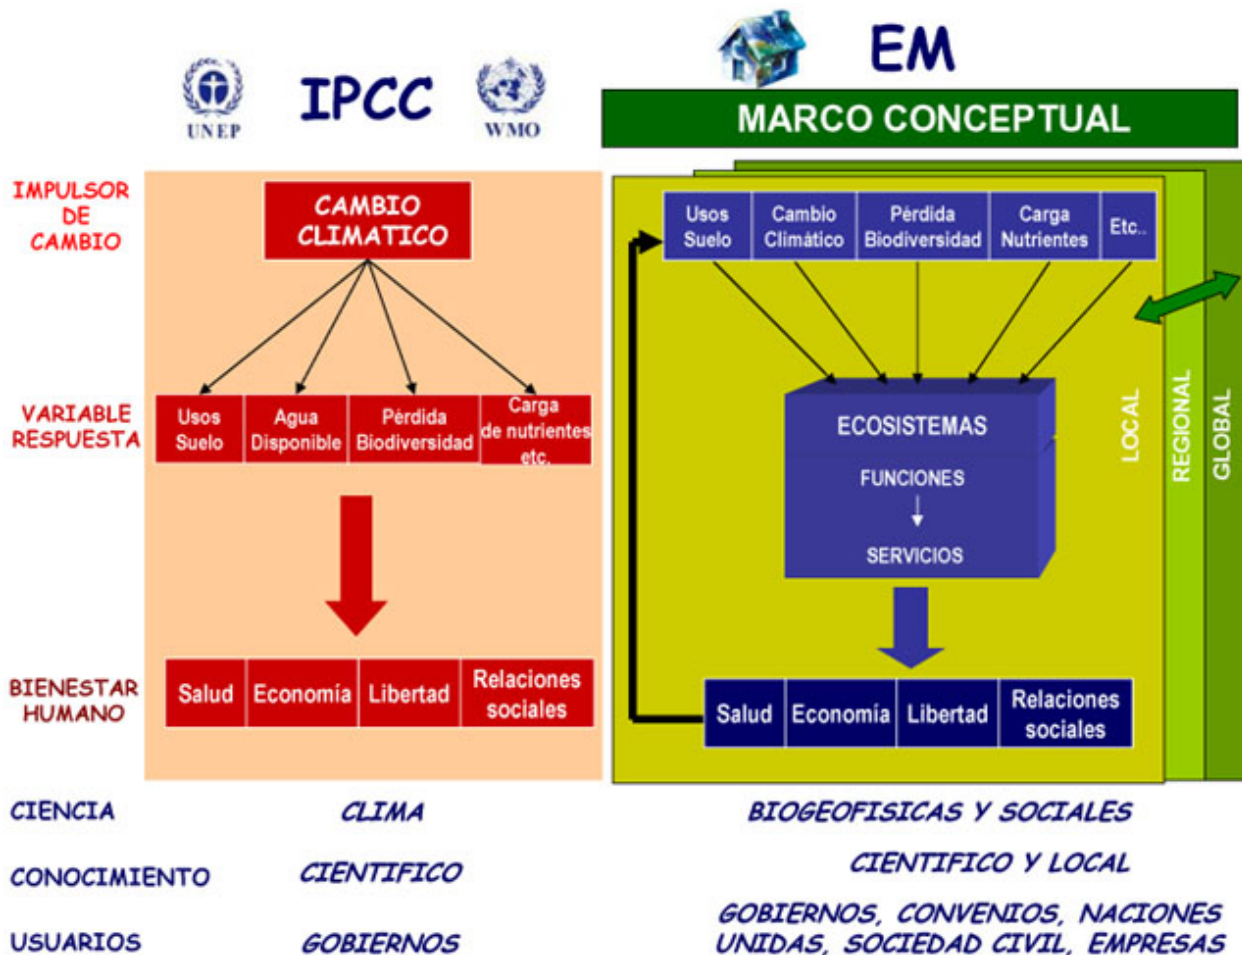 UNEP
IPCC
WMO
EM
MARCO CONCEPTUAL
IMPULSOR
DE
CAMBIO
CAMBIO
CLIMATICO
Usos
Suelo
Cambio
Climático
Pérdida
Biodiversidad
Carga
Nutrientes
Etc..
VARIABLE
RESPUESTA
Usos
Suelo
Agua
Disponible
Pérdida
Biodiversidad
Carga
de nutrientes
etc.
ECOSISTEMAS
FUNCIONES
SERVICIOS
LOCAL
REGIONAL
GLOBAL
BIENESTAR
HUMANO
Salud
Economía
Libertad
Relaciones
sociales
Salud
Economía
Libertad
Relaciones
sociales
CIENCIA
CLIMA
BIOGEOFISICAS Y SOCIALES
CONOCIMIENTO
CIENTIFICO
CIENTIFICO Y LOCAL
USUARIOS
GOBIERNOS
GOBIERNOS, CONVENIOS, NACIONES
UNIDAS, SOCIEDAD CIVIL, EMPRESAS